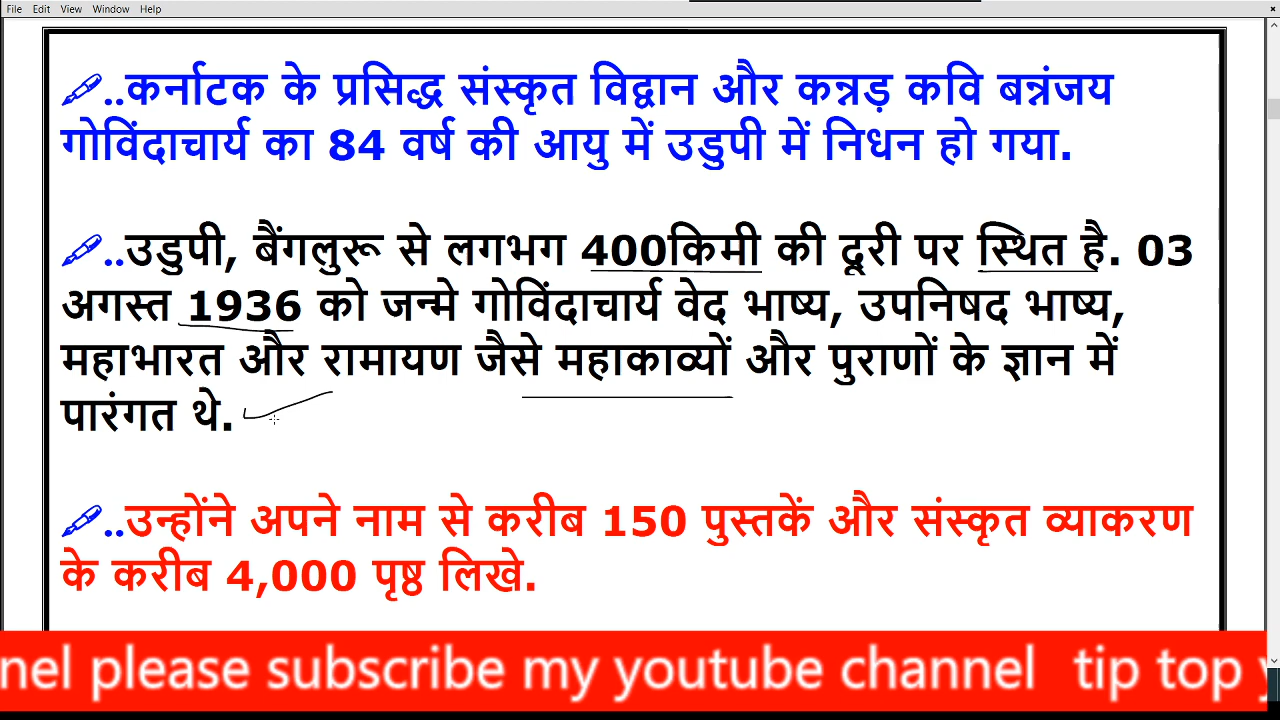 File Edit View Window Help
..कर्नाटक के प्रसिद्ध संस्कृत विद्वान और कन्नड़ कवि बन्नंजय
गोविंदाचार्य का 84 वर्ष की आयु में उडुपी में निधन हो गया.
..उडुपी, बैंगलुरू से लगभग 400किमी की दूरी पर स्थित है. 03
अगस्त 1936 को जन्मे गोविंदाचार्य वेद भाष्य, उपनिषद भाष्य,
महाभारत और रामायण जैसे महाकाव्यों और पुराणों के ज्ञान में
पारंगत थे.
..उन्होंने अपने नाम से करीब 150 पुस्तकें और संस्कृत व्याकरण
के करीब 4,000 पृष्ठ लिखे.
nel please subscribe my youtube channel tip top y